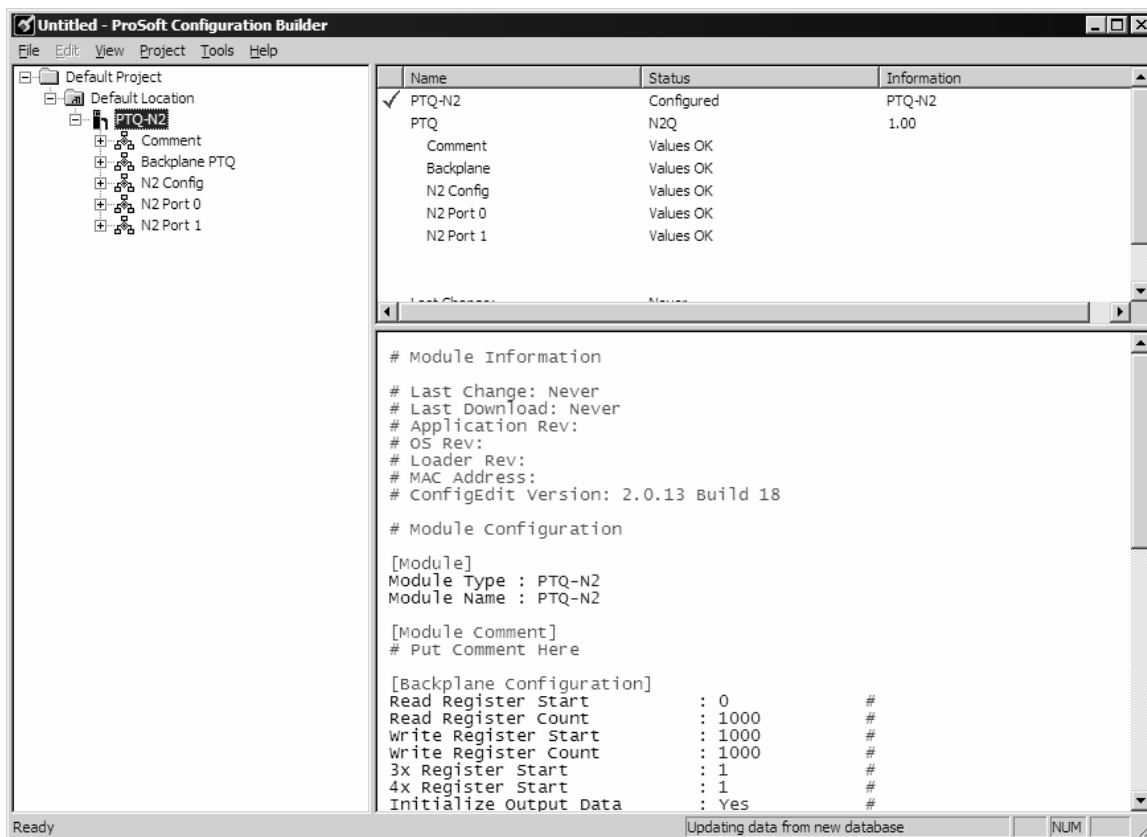 Untitled - ProSoft Configuration Builder
File Edit View Project Tools Help
Default Project
Default Location
PTQ-N2
Comment
Backplane PTQ
N2 Config
N2 Port 0
N2 Port 1
Name Status Information
PTQ-N2 Configured PTQ-N2
PTQ N2Q 1.00
Comment Values OK
Backplane Values OK
N2 Config Values OK
N2 Port 0 Values OK
N2 Port 1 Values OK
Last Change: Never
# Module Information
# Last Change: Never
# Last Download: Never
# Application Rev:
# OS Rev:
# Loader Rev:
# MAC Address:
# ConfigEdit Version: 2.0.13 Build 18
# Module Configuration
[Module]
Module Type : PTQ-N2
Module Name : PTQ-N2
[Module Comment]
# Put Comment Here
[Backplane Configuration]
Read Register Start : 0 #
Read Register Count : 1000 #
Write Register Start : 1000 #
Write Register Count : 1000 #
3x Register Start : 1 #
4x Register Start : 1 #
Initialize Output Data : Yes #
Ready Updating data from new database NUM